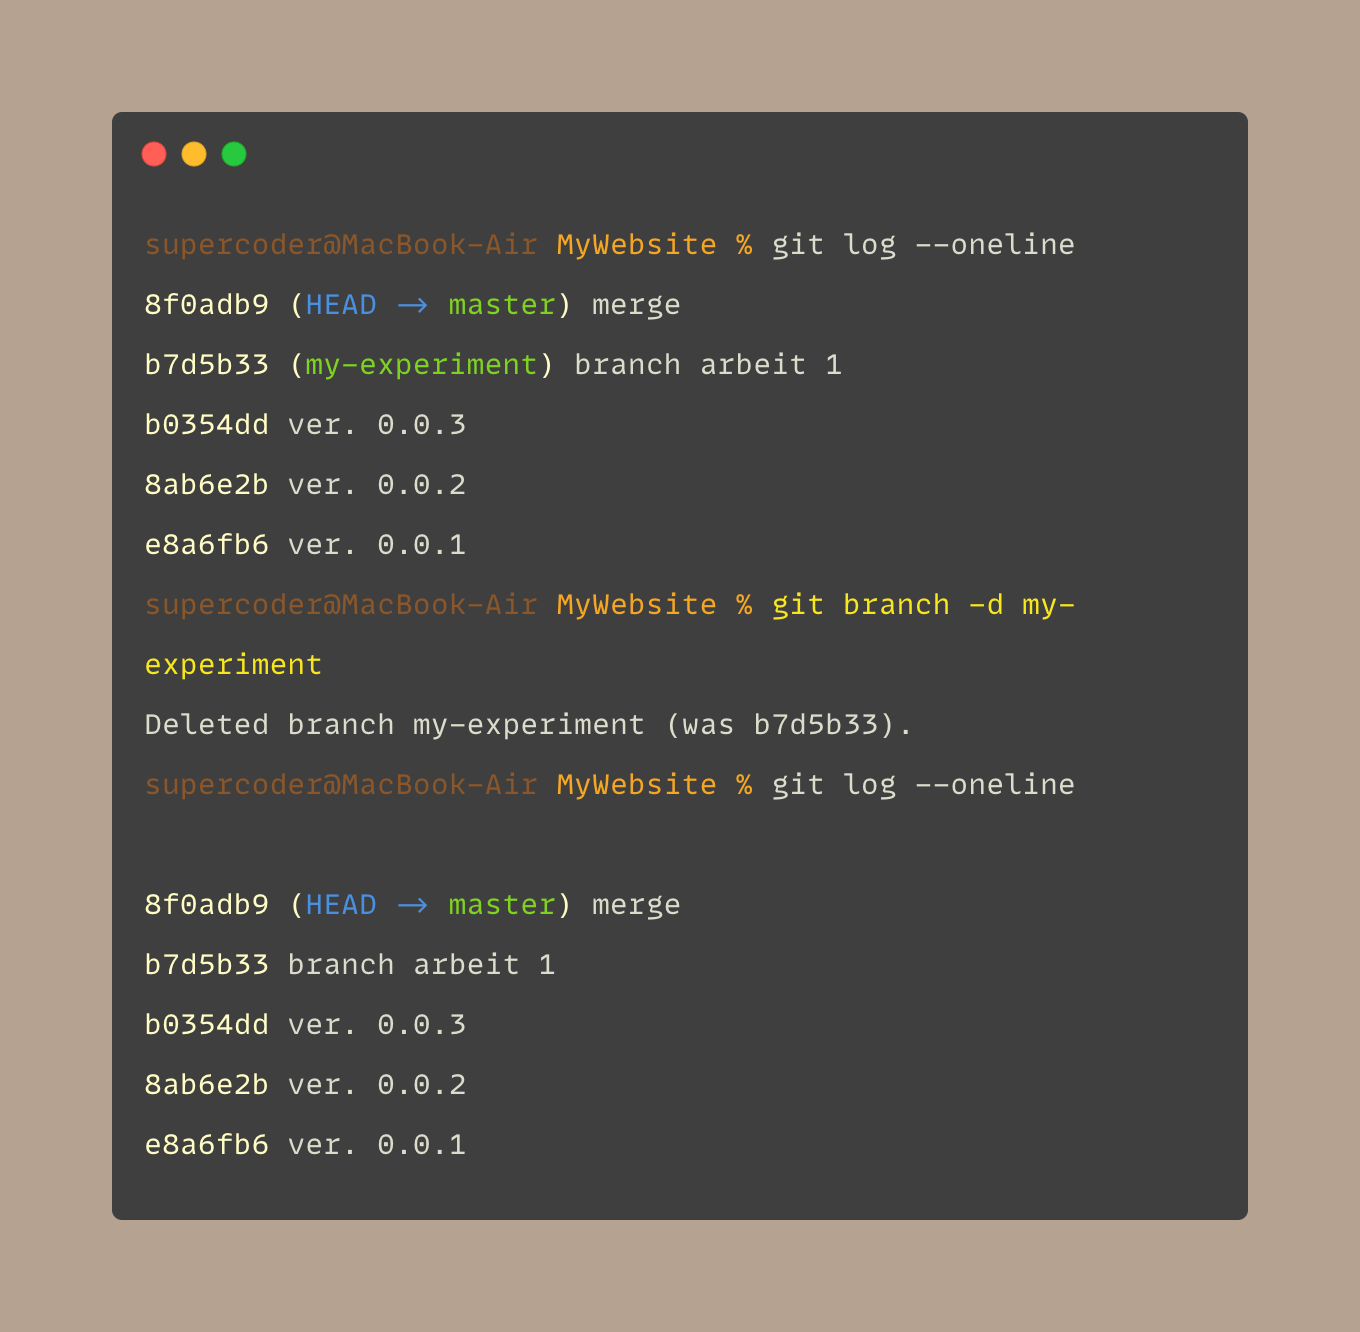 supercoder@MacBook-Air MyWebsite % git log --oneline
8f0adb9 (HEAD -> master) merge
b7d5b33 (my-experiment) branch arbeit 1
b0354dd ver. 0.0.3
8ab6e2b ver. 0.0.2
e8a6fb6 ver. 0.0.1
supercoder@MacBook-Air MyWebsite % git branch -d my-
experiment
Deleted branch my-experiment (was b7d5b33).
supercoder@MacBook-Air MyWebsite % git log --oneline
8f0adb9 (HEAD -> master) merge
b7d5b33 branch arbeit 1
b0354dd ver. 0.0.3
8ab6e2b ver. 0.0.2
e8a6fb6 ver. 0.0.1